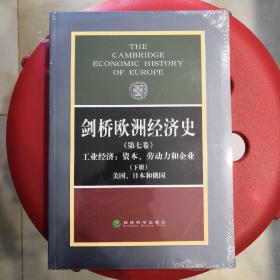 THE
CAMBRIDGE
ECONOMIC HISTORY
OF EUROPE
剑桥欧洲经济史
（第七卷）
工业经济：资本、劳动力和企业
（下册）
美国、日本和俄国
经济科学出版社